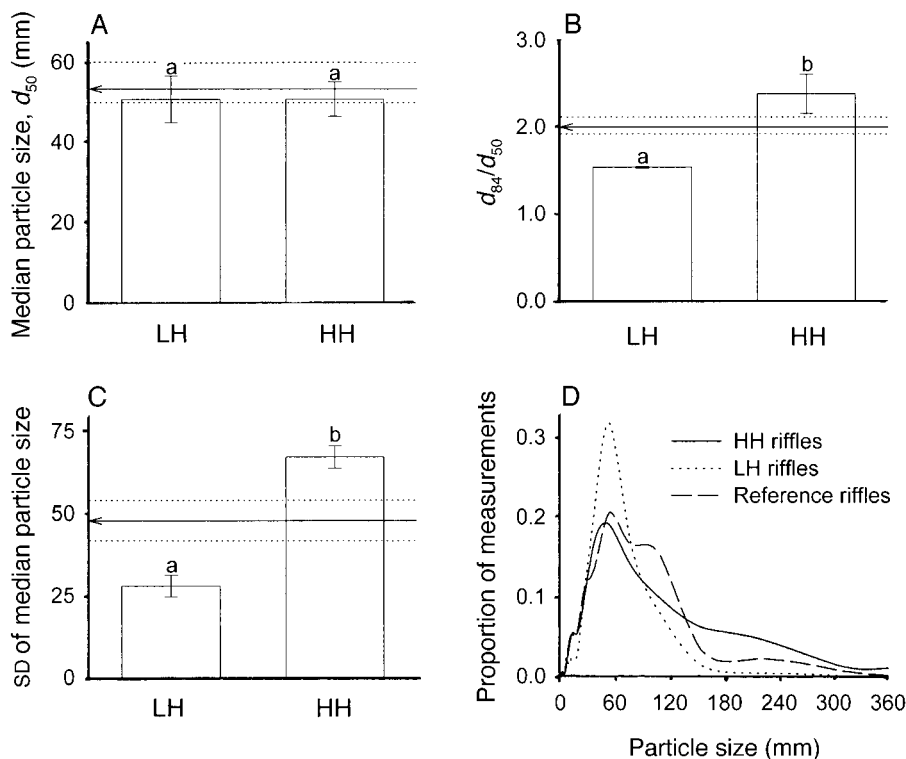 A
Median particle size, d50 (mm)
60
40
20
0
a
a
LH
HH
B
d84/d50
3.0
2.0
1.0
0.0
a
b
LH
HH
C
SD of median particle size
75
50
25
0
a
b
LH
HH
D
Proportion of measurements
0.3
0.2
0.1
0.0
HH riffles
LH riffles
Reference riffles
0 60 120 180 240 300 360
Particle size (mm)